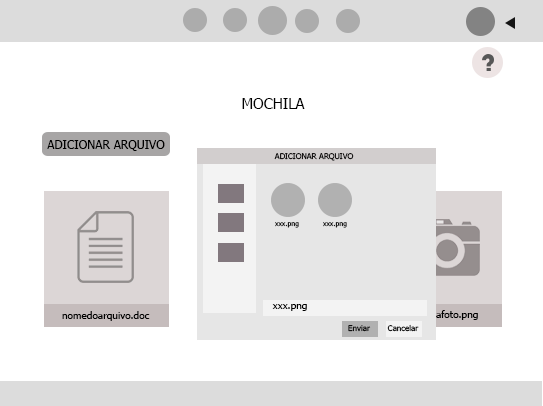 ?
MOCHILA
ADICIONAR ARQUIVO
ADICIONAR ARQUIVO
xxx.png
xxx.png
xxx.png
Enviar
Cancelar
nomedoarquivo.doc
afoto.png